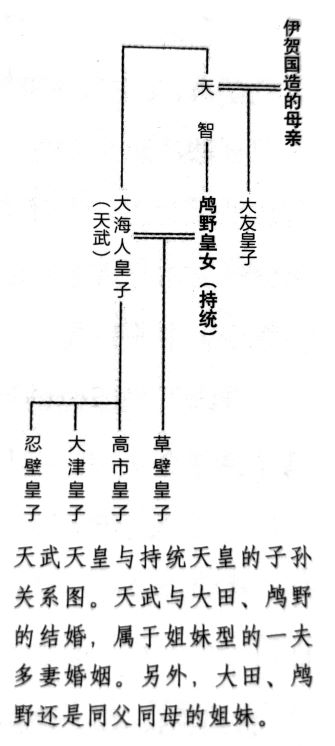 伊贺国造的母亲
天智
大友皇子
鸬野皇女（持统）
大海人皇子
（天武）
草壁皇子
高市皇子
大津皇子
忍壁皇子
天武天皇与持统天皇的子孙
关系图。天武与大田、鸬野
的结婚，属于姐妹型的一夫
多妻婚姻。另外，大田、鸬
野还是同父同母的姐妹。